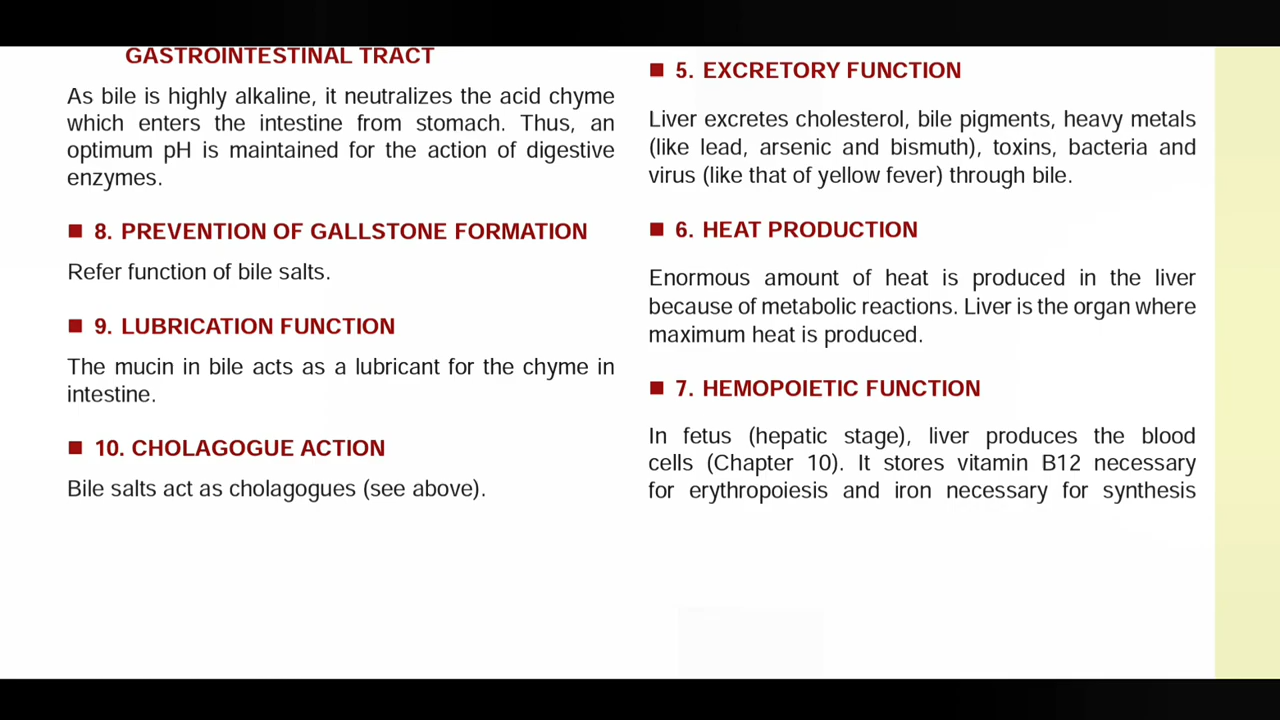 GASTROINTESTINAL TRACT
As bile is highly alkaline, it neutralizes the acid chyme
which enters the intestine from stomach. Thus, an
optimum pH is maintained for the action of digestive
enzymes.
■ 8. PREVENTION OF GALLSTONE FORMATION
Refer function of bile salts.
■ 9. LUBRICATION FUNCTION
The mucin in bile acts as a lubricant for the chyme in
intestine.
■ 10. CHOLAGOGUE ACTION
Bile salts act as cholagogues (see above).
■ 5. EXCRETORY FUNCTION
Liver excretes cholesterol, bile pigments, heavy metals
(like lead, arsenic and bismuth), toxins, bacteria and
virus (like that of yellow fever) through bile.
■ 6. HEAT PRODUCTION
Enormous amount of heat is produced in the liver
because of metabolic reactions. Liver is the organ where
maximum heat is produced.
■ 7. HEMOPOIETIC FUNCTION
In fetus (hepatic stage), liver produces the blood
cells (Chapter 10). It stores vitamin B12 necessary
for erythropoiesis and iron necessary for synthesis